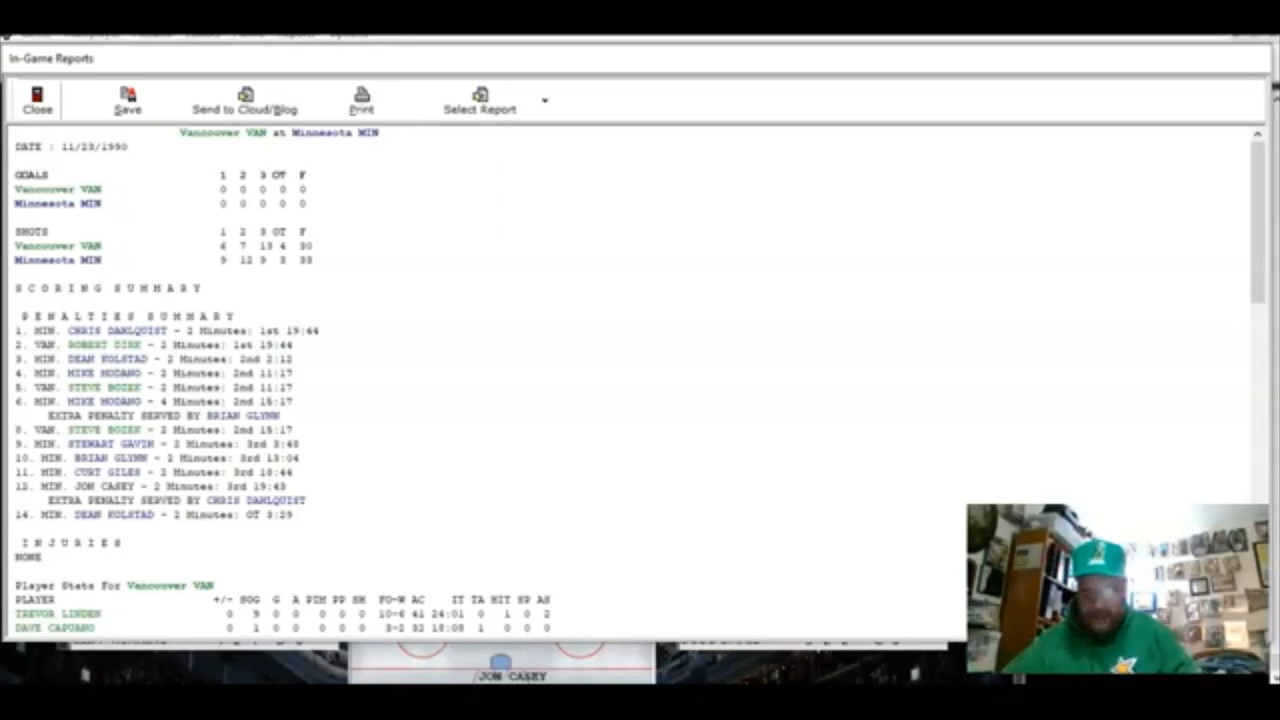 In-Game Reports
Close Save Send to Cloud/Blog Print Select Report
Vancouver VAN at Minnesota MIN
DATE : 11/23/1990
GOALS 1 2 3 OT F
Vancouver VAN 0 0 0 0 0
Minnesota MIN 0 0 0 0 0
SHOTS 1 2 3 OT F
Vancouver VAN 6 7 13 4 30
Minnesota MIN 9 12 9 3 33
S C O R I N G  S U M M A R Y
P E N A L T I E S  S U M M A R Y
1. MIN. CHRIS DAHLQUIST - 2 Minutes: 1st 19:44
2. VAN. ROBERT DIRK - 2 Minutes: 1st 19:44
3. MIN. DEAN KOLSTAD - 2 Minutes: 2nd 2:12
4. MIN. MIKE MODANO - 2 Minutes: 2nd 11:17
5. VAN. STEVE BOZEK - 2 Minutes: 2nd 11:17
6. MIN. MIKE MODANO - 4 Minutes: 2nd 15:17
EXTRA PENALTY SERVED BY BRIAN GLYNN
8. VAN. STEVE BOZEK - 2 Minutes: 2nd 15:17
9. MIN. STEWART GAVIN - 2 Minutes: 3rd 3:48
10. MIN. BRIAN GLYNN - 2 Minutes: 3rd 13:04
11. MIN. CURT GILES - 2 Minutes: 3rd 18:44
12. MIN. JON CASEY - 2 Minutes: 3rd 19:43
EXTRA PENALTY SERVED BY CHRIS DAHLQUIST
14. MIN. DEAN KOLSTAD - 2 Minutes: OT 3:29
I N J U R I E S
NONE
Player Stats For Vancouver VAN
PLAYER +/- SOG G A PIM PP SH FO-W AC IT TA HIT SP AS
TREVOR LINDEN 0 9 0 0 0 0 0 10-6 41 24:01 0 1 0 2
DAVE CAPUANO 0 1 0 0 0 0 0 3-2 32 18:08 1 0 0 0
JON CASEY